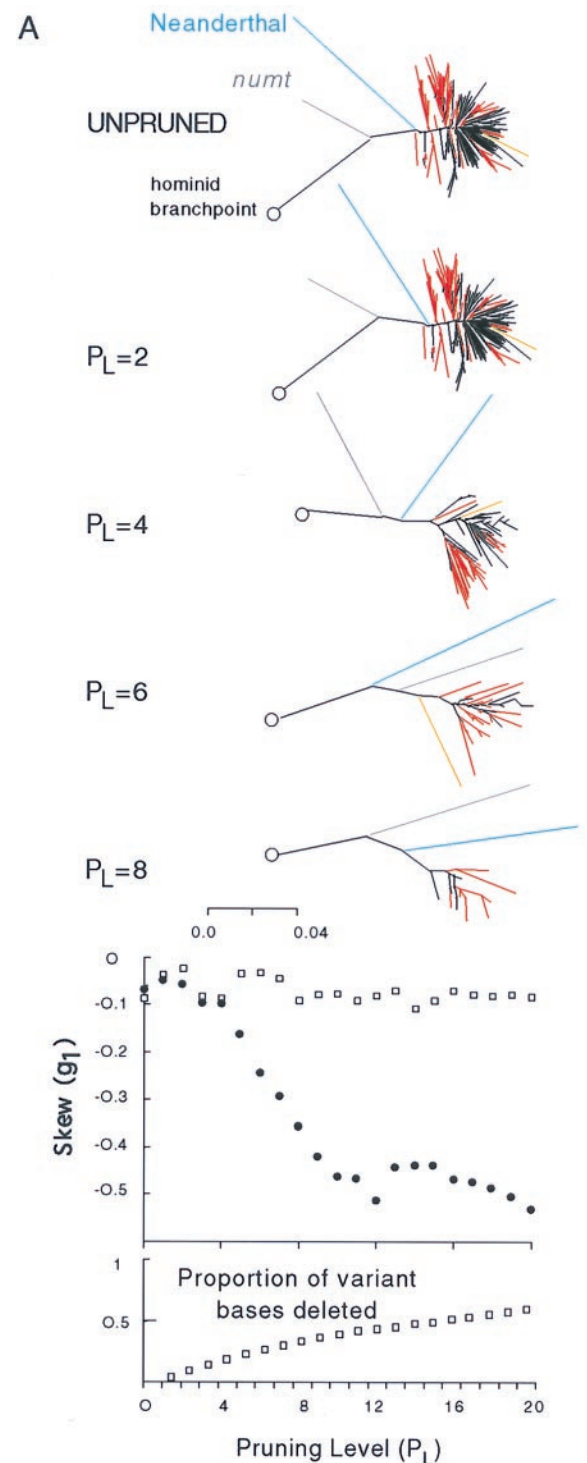 A
Neanderthal
numt
UNPRUNED
hominid
branchpoint
PL=2
PL=4
PL=6
PL=8
0.0 0.04
0
-0.1
-0.2
-0.3
-0.4
-0.5
Skew (g1)
1
0.5
Proportion of variant
bases deleted
0 4 8 12 16 20
Pruning Level (PL)